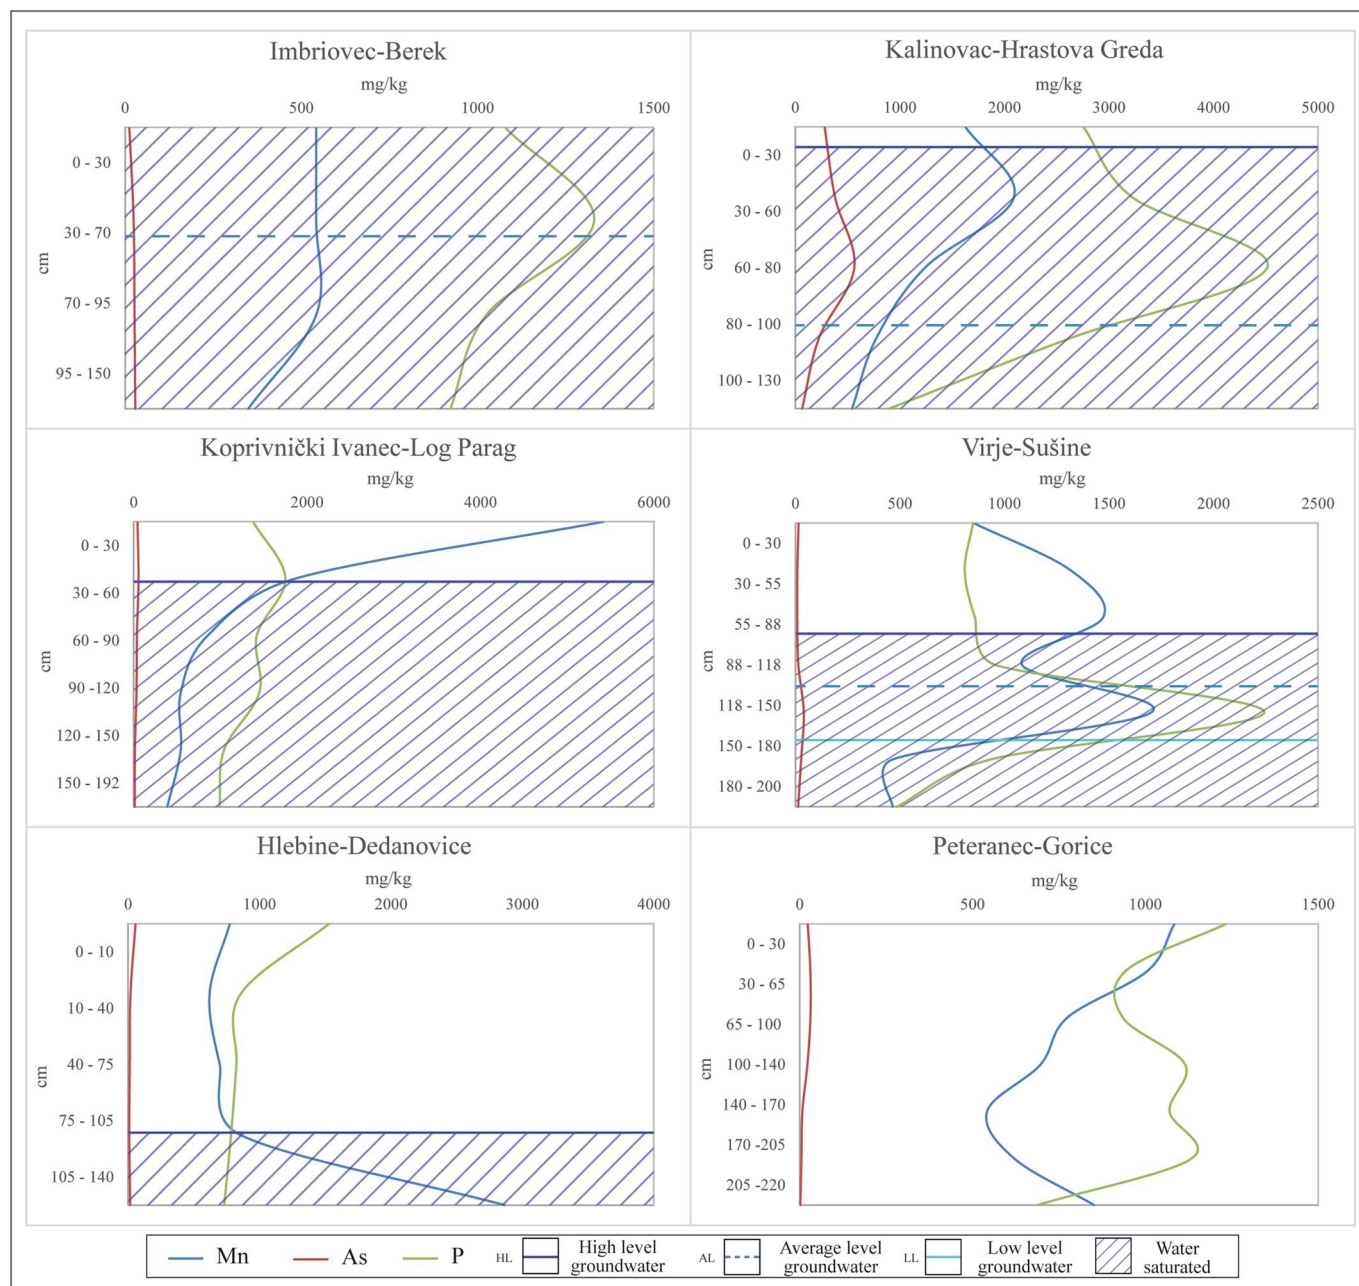 Imbriovec-Berek
mg/kg
0 500 1000 1500
0 - 30
30 - 70
70 - 95
95 - 150
cm
Kalinovac-Hrastova Greda
mg/kg
0 1000 2000 3000 4000 5000
0 - 30
30 - 60
60 - 80
80 - 100
100 - 130
cm
Koprivnički Ivanec-Log Parag
mg/kg
0 2000 4000 6000
0 - 30
30 - 60
60 - 90
90 -120
120 - 150
150 - 192
cm
Virje-Sušine
mg/kg
0 500 1000 1500 2000 2500
0 - 30
30 - 55
55 - 88
88 - 118
118 - 150
150 - 180
180 - 200
cm
Hlebine-Dedanovice
mg/kg
0 1000 2000 3000 4000
0 - 10
10 - 40
40 - 75
75 - 105
105 - 140
cm
Peteranec-Gorice
mg/kg
0 500 1000 1500
0 - 30
30 - 65
65 - 100
100 -140
140 - 170
170 -205
205 -220
cm
Mn As P HL High level AL Average level LL Low level Water
groundwater groundwater groundwater saturated